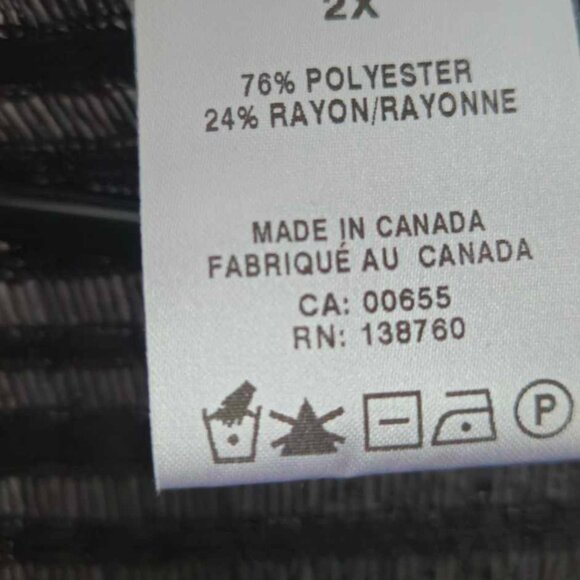 2X
76% POLYESTER
24% RAYON/RAYONNE
MADE IN CANADA
FABRIQUÉ AU CANADA
CA: 00655
RN: 138760
P